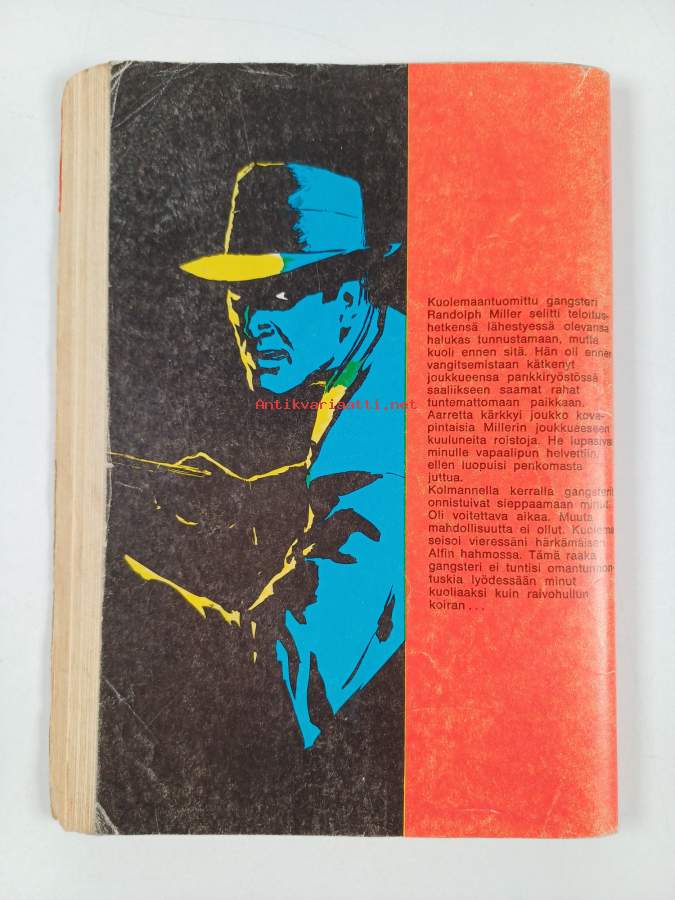 Kuolemaantuomittu gangsteri
Randolph Miller selitti teloitus-
hetkensä lähestyessä olevansa
halukas tunnustamaan, mutta
kuoli ennen sitä. Hän oli ennen
vangitsemistaan kätkenyt
joukkueensa pankkiryöstössä
saaliikseen saamat rahat
tuntemattomaan paikkaan.
Antikvariaatti.net
Aarretta kärkkyi joukko kova-
pintaisia Millerin joukkueeseen
kuuluneita roistoja. He lupasivat
minulle vapaalipun helvettiin,
ellen luopuisi penkomasta
juttua.
Kolmannella kerralla gangsterit
onnistuivat sieppaamaan minut.
Oli voitettava aikaa. Muuta
mahdollisuutta ei ollut. Kuolema
seisoi vieressäni härkämäisen
Alfin hahmossa. Tämä raaka
gangsteri ei tuntisi omantunnon-
tuskia lyödessään minut
kuoliaaksi kuin raivohullun
koiran . . .